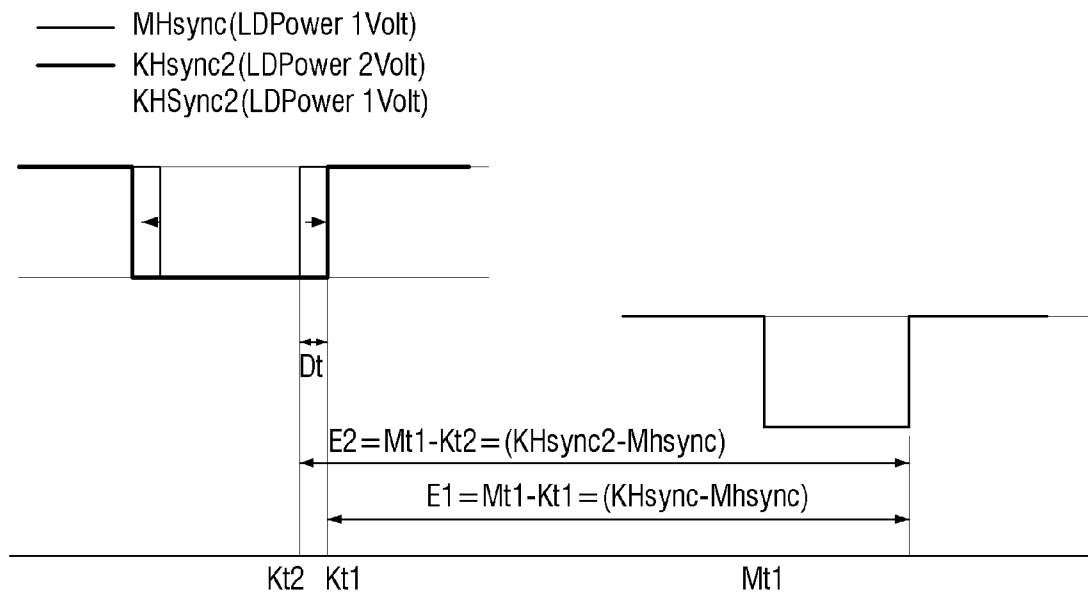 MHsync(LDPower 1Volt)
KHsync2(LDPower 2Volt)
KHSync2(LDPower 1Volt)
Dt
E2=Mt1-Kt2=(KHsync2-Mhsync)
E1=Mt1-Kt1=(KHsync-Mhsync)
Kt2 Kt1 Mt1